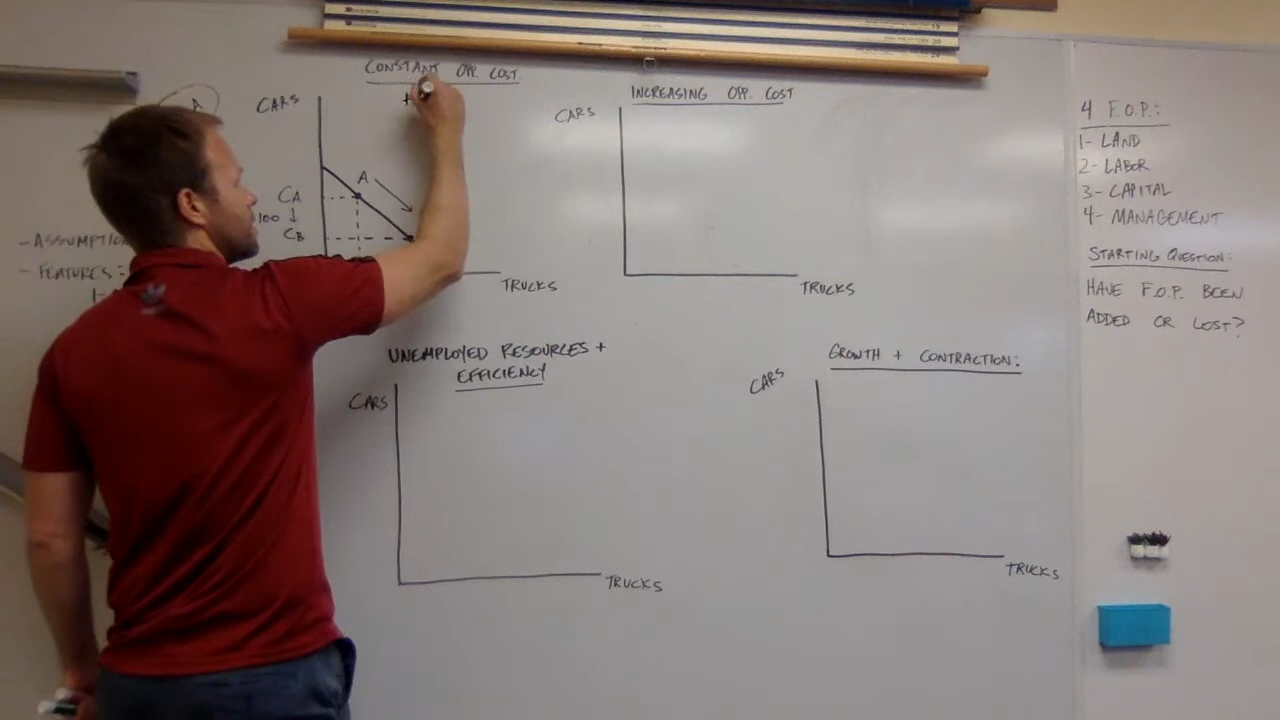 CONSTANT OPP. COST
CARS
A
A
CA
100 ↓
CB
TRUCKS
- ASSUMPTION
- FEATURES:
1-
INCREASING OPP. COST
CARS
TRUCKS
4 F.O.P.:
1- LAND
2- LABOR
3- CAPITAL
4- MANAGEMENT
STARTING QUESTION:
HAVE F.O.P. BEEN
ADDED OR LOST?
UNEMPLOYED RESOURCES +
EFFICIENCY
CARS
TRUCKS
GROWTH + CONTRACTION:
CARS
TRUCKS